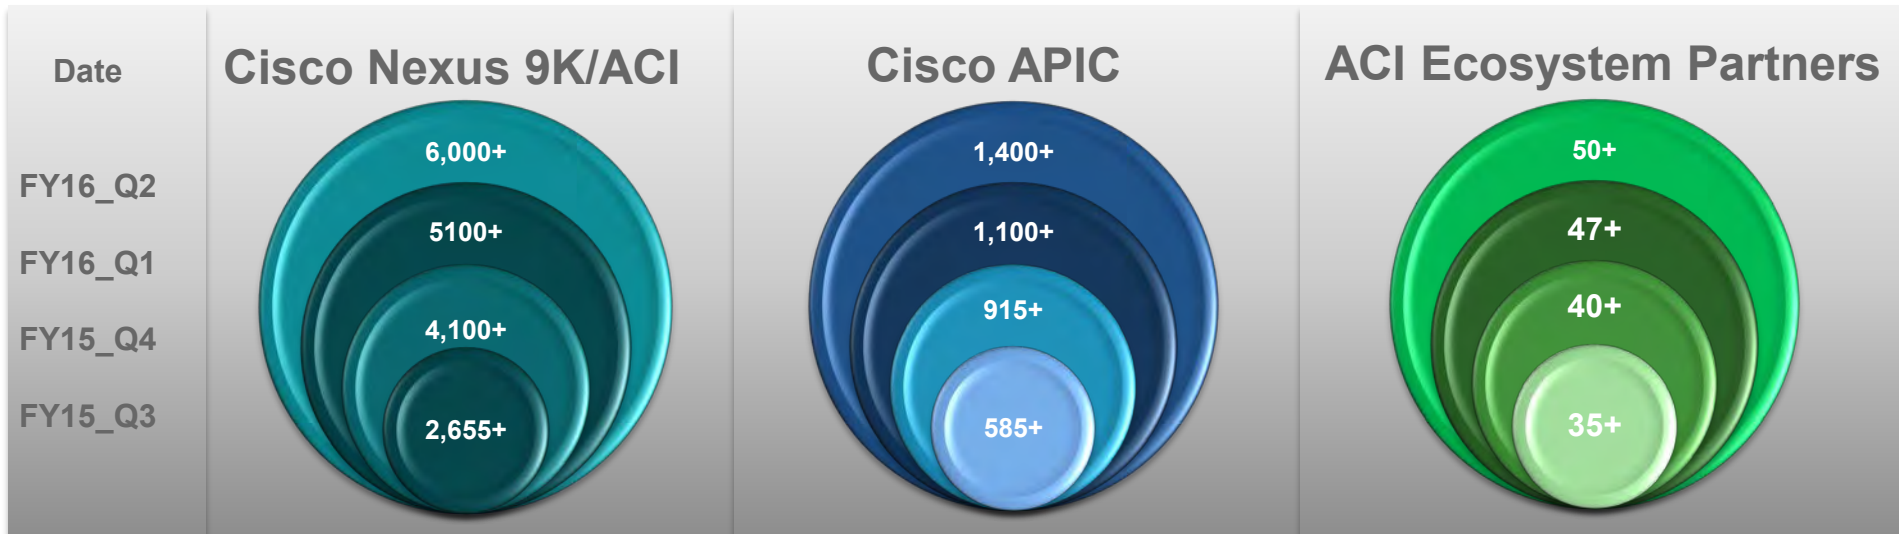 Date
Cisco Nexus 9K/ACI
Cisco APIC
ACI Ecosystem Partners
FY16_Q2
6,000+
1,400+
50+
FY16_Q1
5100+
1,100+
47+
FY15_Q4
4,100+
915+
40+
FY15_Q3
2,655+
585+
35+